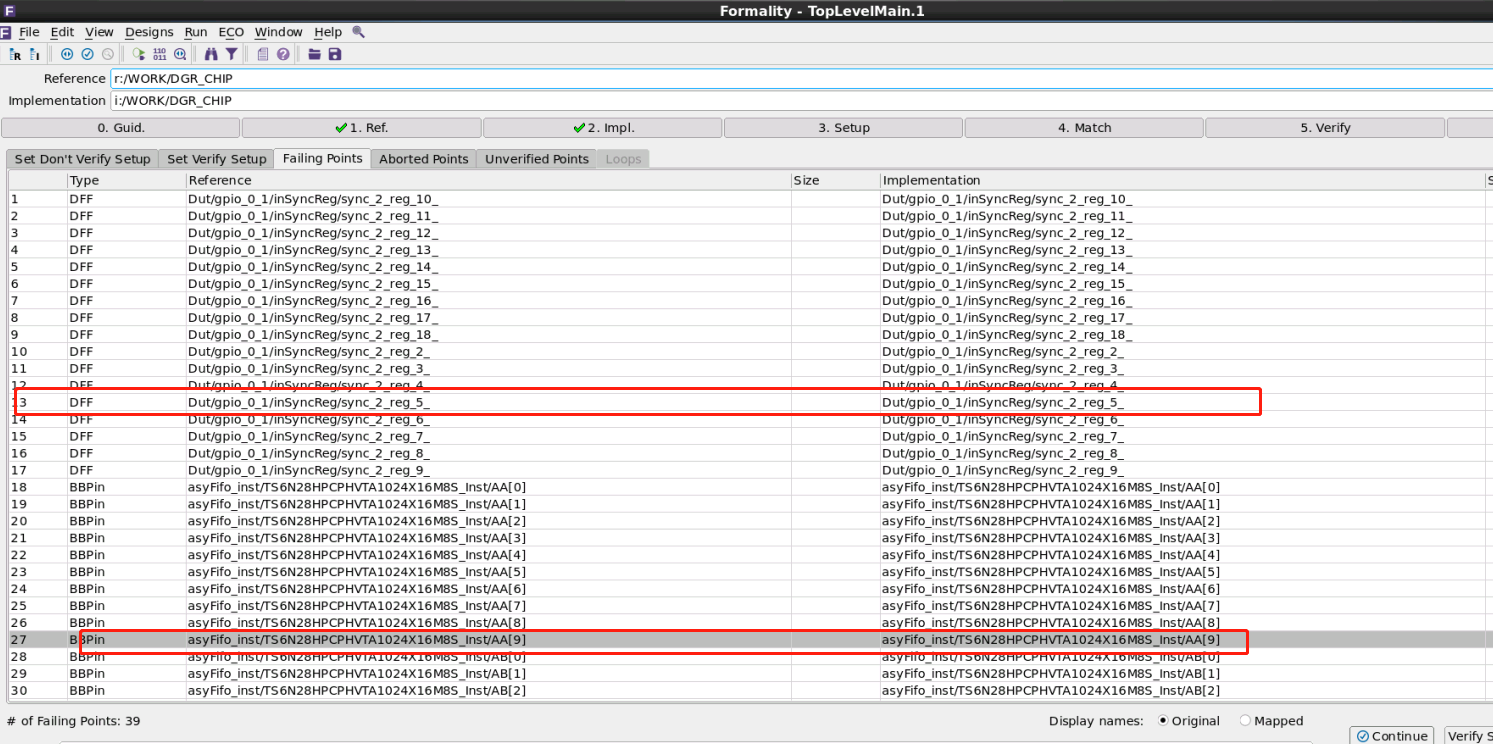 F Formality - TopLevelMain.1
F File Edit View Designs Run ECO Window Help
R I 110 011
Reference r:/WORK/DGR_CHIP
Implementation i:/WORK/DGR_CHIP
0. Guid. 1. Ref. 2. Impl. 3. Setup 4. Match 5. Verify
Set Don't Verify Setup Set Verify Setup Failing Points Aborted Points Unverified Points Loops
Type Reference Size Implementation S
1 DFF Dut/gpio_0_1/inSyncReg/sync_2_reg_10_ Dut/gpio_0_1/inSyncReg/sync_2_reg_10_
2 DFF Dut/gpio_0_1/inSyncReg/sync_2_reg_11_ Dut/gpio_0_1/inSyncReg/sync_2_reg_11_
3 DFF Dut/gpio_0_1/inSyncReg/sync_2_reg_12_ Dut/gpio_0_1/inSyncReg/sync_2_reg_12_
4 DFF Dut/gpio_0_1/inSyncReg/sync_2_reg_13_ Dut/gpio_0_1/inSyncReg/sync_2_reg_13_
5 DFF Dut/gpio_0_1/inSyncReg/sync_2_reg_14_ Dut/gpio_0_1/inSyncReg/sync_2_reg_14_
6 DFF Dut/gpio_0_1/inSyncReg/sync_2_reg_15_ Dut/gpio_0_1/inSyncReg/sync_2_reg_15_
7 DFF Dut/gpio_0_1/inSyncReg/sync_2_reg_16_ Dut/gpio_0_1/inSyncReg/sync_2_reg_16_
8 DFF Dut/gpio_0_1/inSyncReg/sync_2_reg_17_ Dut/gpio_0_1/inSyncReg/sync_2_reg_17_
9 DFF Dut/gpio_0_1/inSyncReg/sync_2_reg_18_ Dut/gpio_0_1/inSyncReg/sync_2_reg_18_
10 DFF Dut/gpio_0_1/inSyncReg/sync_2_reg_2_ Dut/gpio_0_1/inSyncReg/sync_2_reg_2_
11 DFF Dut/gpio_0_1/inSyncReg/sync_2_reg_3_ Dut/gpio_0_1/inSyncReg/sync_2_reg_3_
12 DFF Dut/gpio_0_1/inSyncReg/sync_2_reg_4_ Dut/gpio_0_1/inSyncReg/sync_2_reg_4_
13 DFF Dut/gpio_0_1/inSyncReg/sync_2_reg_5_ Dut/gpio_0_1/inSyncReg/sync_2_reg_5_
14 DFF Dut/gpio_0_1/inSyncReg/sync_2_reg_6_ Dut/gpio_0_1/inSyncReg/sync_2_reg_6_
15 DFF Dut/gpio_0_1/inSyncReg/sync_2_reg_7_ Dut/gpio_0_1/inSyncReg/sync_2_reg_7_
16 DFF Dut/gpio_0_1/inSyncReg/sync_2_reg_8_ Dut/gpio_0_1/inSyncReg/sync_2_reg_8_
17 DFF Dut/gpio_0_1/inSyncReg/sync_2_reg_9_ Dut/gpio_0_1/inSyncReg/sync_2_reg_9_
18 BBPin asyFifo_inst/TS6N28HPCPHVTA1024X16M8S_Inst/AA[0] asyFifo_inst/TS6N28HPCPHVTA1024X16M8S_Inst/AA[0]
19 BBPin asyFifo_inst/TS6N28HPCPHVTA1024X16M8S_Inst/AA[1] asyFifo_inst/TS6N28HPCPHVTA1024X16M8S_Inst/AA[1]
20 BBPin asyFifo_inst/TS6N28HPCPHVTA1024X16M8S_Inst/AA[2] asyFifo_inst/TS6N28HPCPHVTA1024X16M8S_Inst/AA[2]
21 BBPin asyFifo_inst/TS6N28HPCPHVTA1024X16M8S_Inst/AA[3] asyFifo_inst/TS6N28HPCPHVTA1024X16M8S_Inst/AA[3]
22 BBPin asyFifo_inst/TS6N28HPCPHVTA1024X16M8S_Inst/AA[4] asyFifo_inst/TS6N28HPCPHVTA1024X16M8S_Inst/AA[4]
23 BBPin asyFifo_inst/TS6N28HPCPHVTA1024X16M8S_Inst/AA[5] asyFifo_inst/TS6N28HPCPHVTA1024X16M8S_Inst/AA[5]
24 BBPin asyFifo_inst/TS6N28HPCPHVTA1024X16M8S_Inst/AA[6] asyFifo_inst/TS6N28HPCPHVTA1024X16M8S_Inst/AA[6]
25 BBPin asyFifo_inst/TS6N28HPCPHVTA1024X16M8S_Inst/AA[7] asyFifo_inst/TS6N28HPCPHVTA1024X16M8S_Inst/AA[7]
26 BBPin asyFifo_inst/TS6N28HPCPHVTA1024X16M8S_Inst/AA[8] asyFifo_inst/TS6N28HPCPHVTA1024X16M8S_Inst/AA[8]
27 BBPin asyFifo_inst/TS6N28HPCPHVTA1024X16M8S_Inst/AA[9] asyFifo_inst/TS6N28HPCPHVTA1024X16M8S_Inst/AA[9]
28 BBPin asyFifo_inst/TS6N28HPCPHVTA1024X16M8S_Inst/AB[0] asyFifo_inst/TS6N28HPCPHVTA1024X16M8S_Inst/AB[0]
29 BBPin asyFifo_inst/TS6N28HPCPHVTA1024X16M8S_Inst/AB[1] asyFifo_inst/TS6N28HPCPHVTA1024X16M8S_Inst/AB[1]
30 BBPin asyFifo_inst/TS6N28HPCPHVTA1024X16M8S_Inst/AB[2] asyFifo_inst/TS6N28HPCPHVTA1024X16M8S_Inst/AB[2]
# of Failing Points: 39 Display names: Original Mapped
Continue Verify S